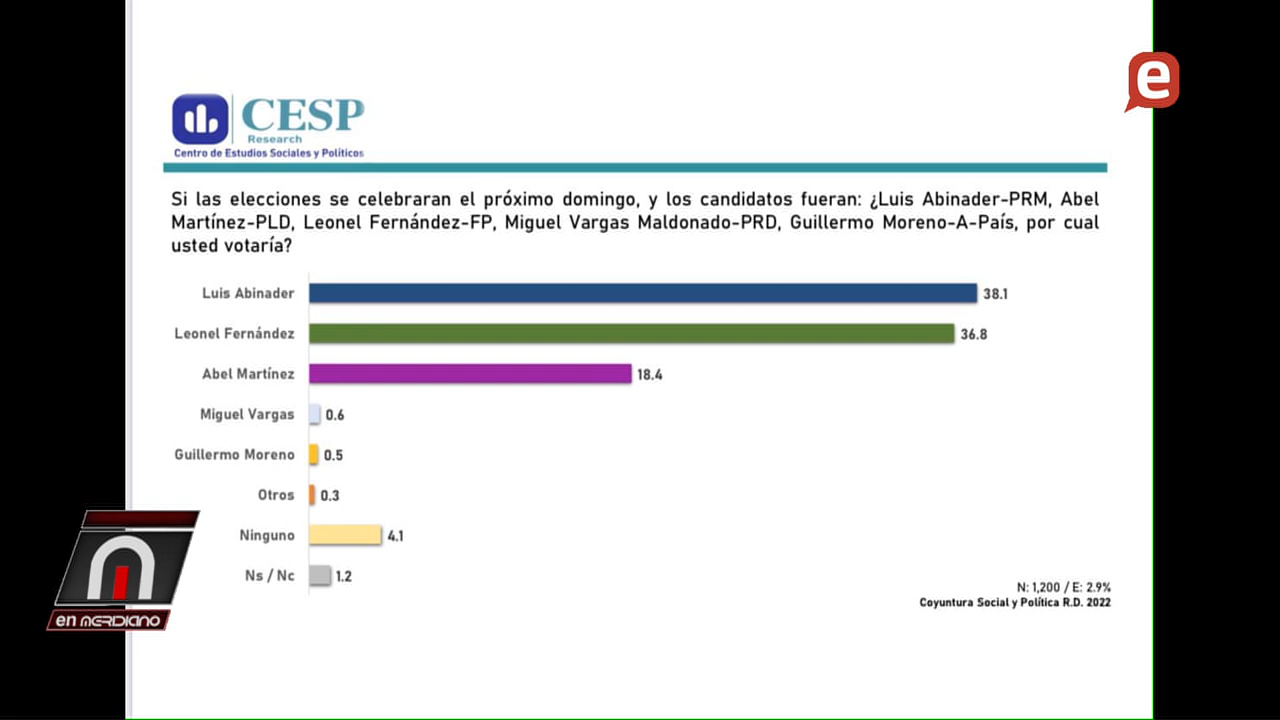 e
CESP
Research
Centro de Estudios Sociales y Políticos
Si las elecciones se celebraran el próximo domingo, y los candidatos fueran: ¿Luis Abinader-PRM, Abel
Martínez-PLD, Leonel Fernández-FP, Miguel Vargas Maldonado-PRD, Guillermo Moreno-A-País, por cual
usted votaría?
Luis Abinader 38.1
Leonel Fernández 36.8
Abel Martínez 18.4
Miguel Vargas 0.6
Guillermo Moreno 0.5
Otros 0.3
Ninguno 4.1
Ns / Nc 1.2
N: 1,200 / E: 2.9%
Coyuntura Social y Política R.D. 2022
en MERIDIANO